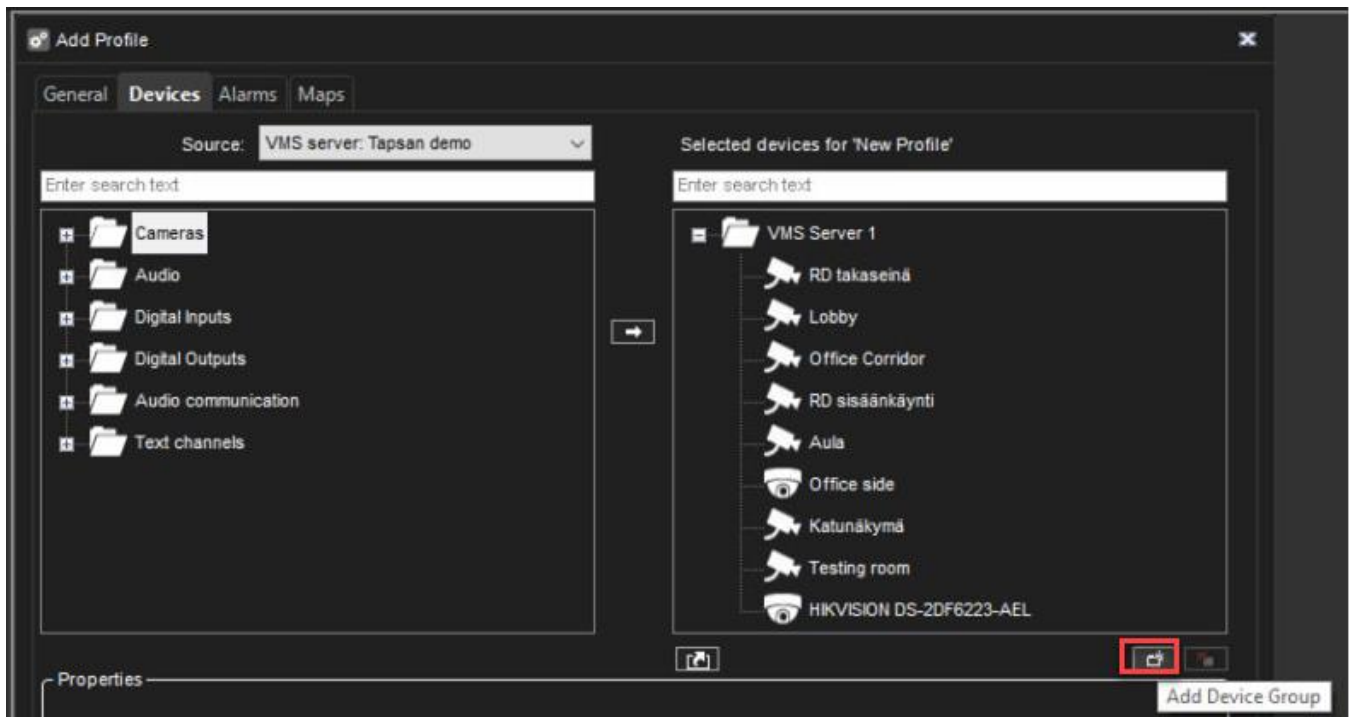 Add Profile
General Devices Alarms Maps
Source: VMS server: Tapsan demo
Selected devices for 'New Profile'
Enter search text
Enter search text
Cameras
Audio
Digital Inputs
Digital Outputs
Audio communication
Text channels
VMS Server 1
RD takaseinä
Lobby
Office Corridor
RD sisäänkäynti
Aula
Office side
Katunäkymä
Testing room
HIKVISION DS-2DF6223-AEL
Properties
Add Device Group